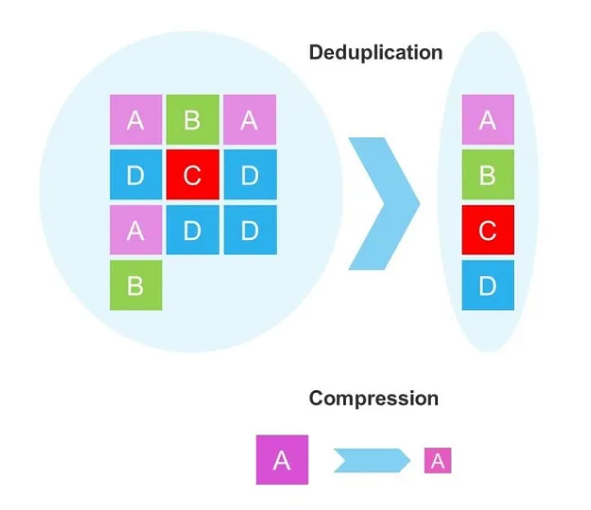 Deduplication
A B A
D C D
A D D
B
A
B
C
D
Compression
A A